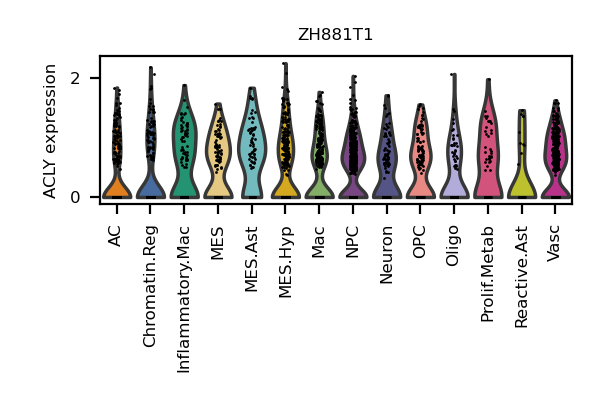 ZH881T1
ACLY expression
2
0
AC
Chromatin.Reg
Inflammatory.Mac
MES
MES.Ast
MES.Hyp
Mac
NPC
Neuron
OPC
Oligo
Prolif.Metab
Reactive.Ast
Vasc